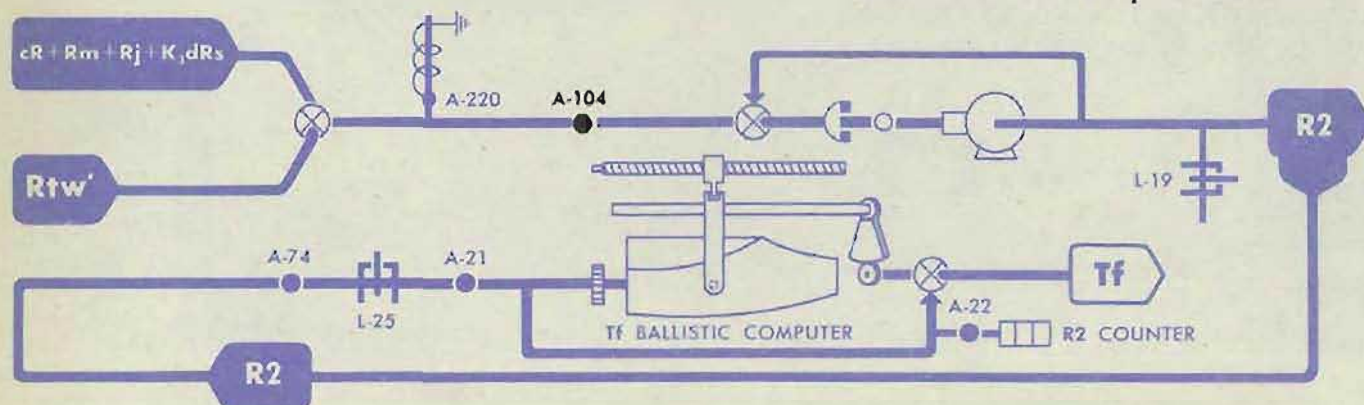 cR + Rm + Rj + K₁dRs
A-220
A-104
R2
Rtw'
L-19
A-74
A-21
L-25
Tf
A-22
Tf BALLISTIC COMPUTER
R2 COUNTER
R2